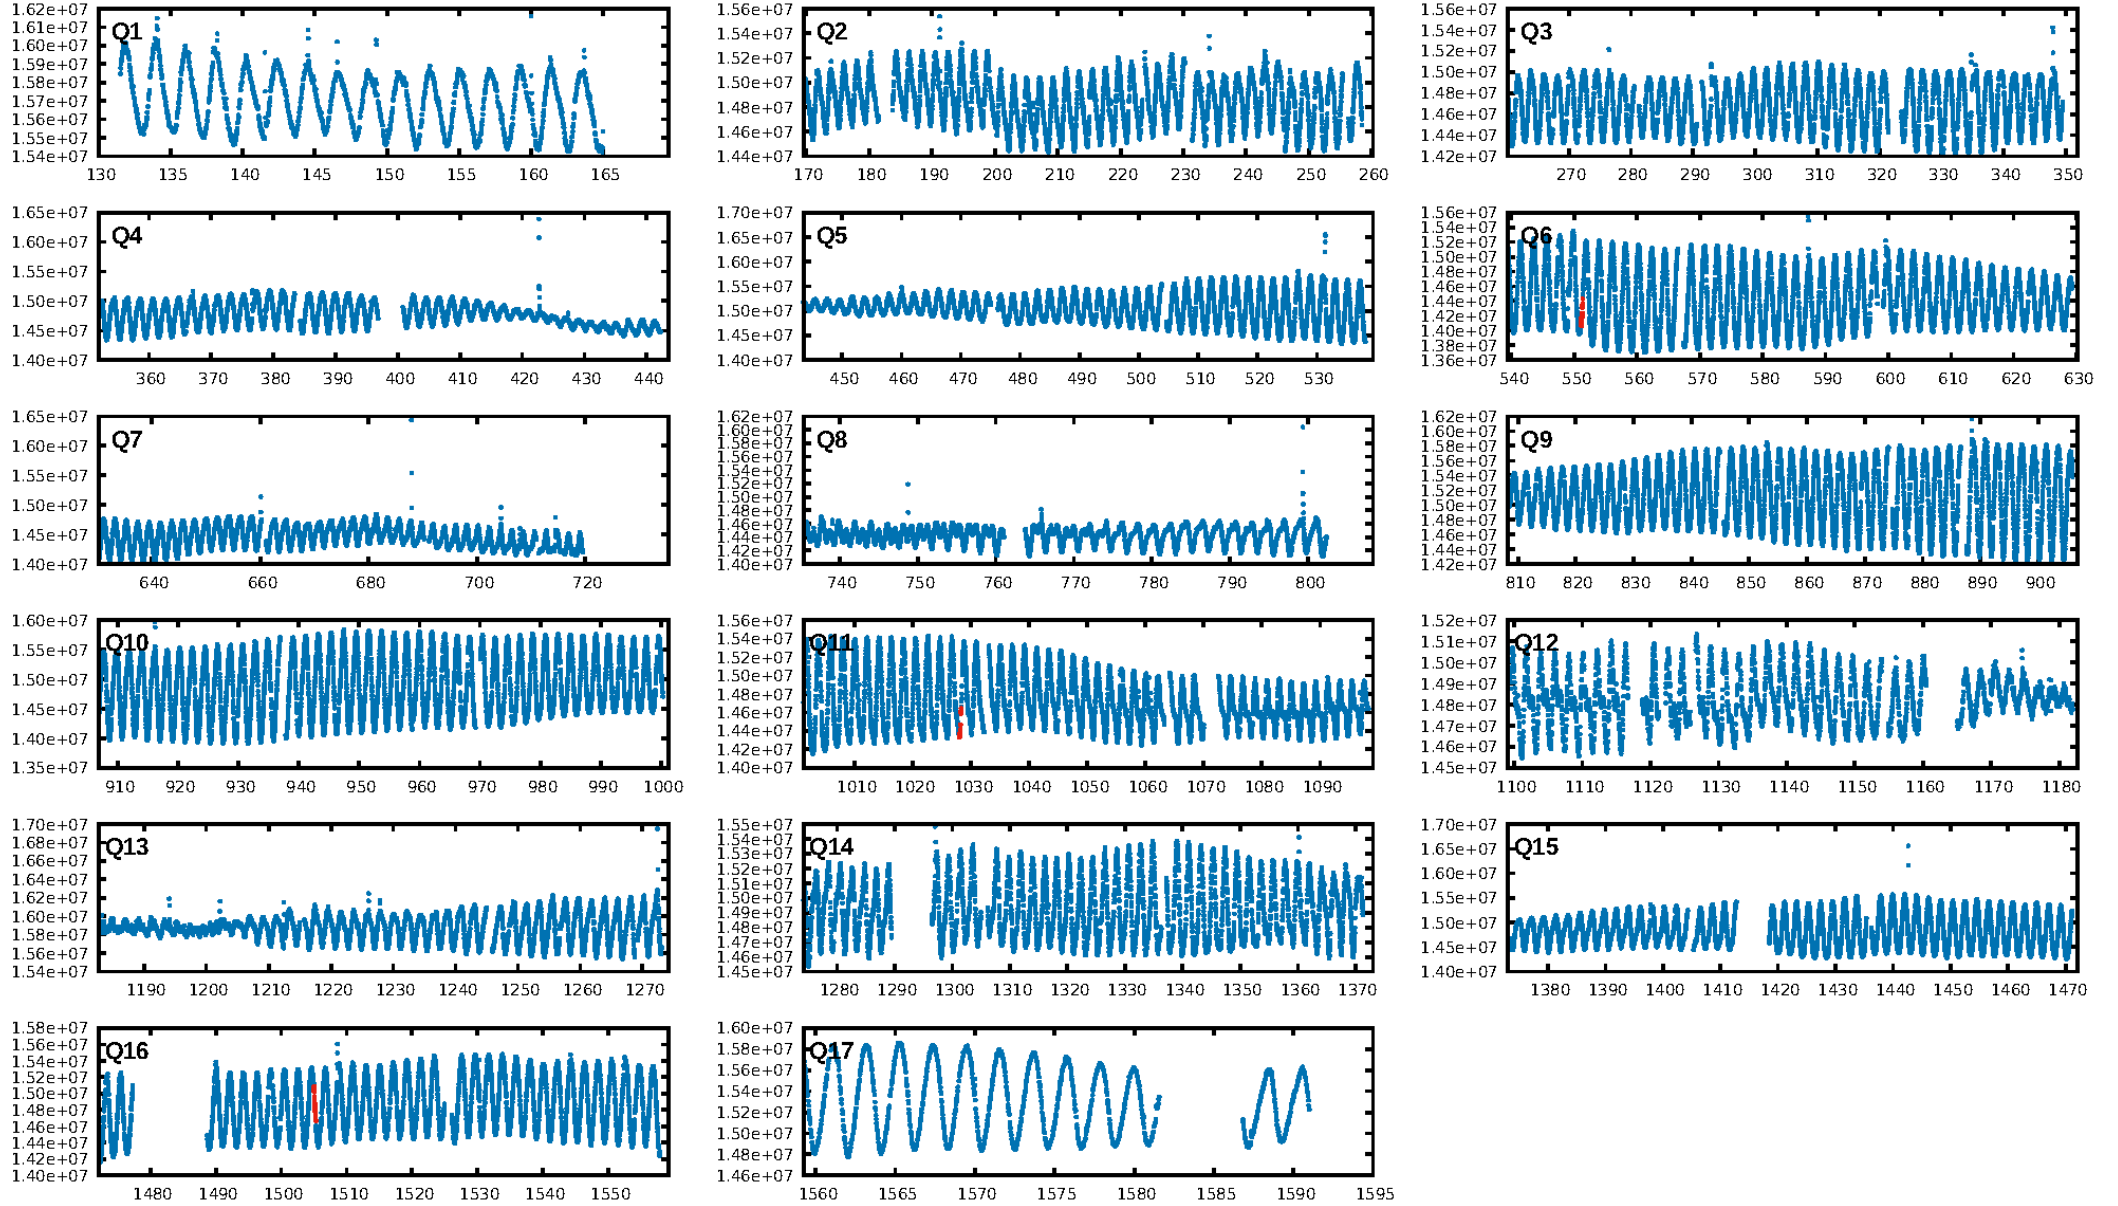 1.62e+07
1.61e+07
1.60e+07
1.59e+07
1.58e+07
1.57e+07
1.56e+07
1.55e+07
1.54e+07
Q1
130 135 140 145 150 155 160 165
1.56e+07
1.54e+07
1.52e+07
1.50e+07
1.48e+07
1.46e+07
1.44e+07
Q2
170 180 190 200 210 220 230 240 250 260
1.56e+07
1.54e+07
1.52e+07
1.50e+07
1.48e+07
1.46e+07
1.44e+07
1.42e+07
Q3
270 280 290 300 310 320 330 340 350
1.65e+07
1.60e+07
1.55e+07
1.50e+07
1.45e+07
1.40e+07
Q4
360 370 380 390 400 410 420 430 440
1.70e+07
1.65e+07
1.60e+07
1.55e+07
1.50e+07
1.45e+07
1.40e+07
Q5
450 460 470 480 490 500 510 520 530
1.56e+07
1.54e+07
1.52e+07
1.50e+07
1.48e+07
1.46e+07
1.44e+07
1.42e+07
1.40e+07
1.38e+07
1.36e+07
Q6
540 550 560 570 580 590 600 610 620 630
1.65e+07
1.60e+07
1.55e+07
1.50e+07
1.45e+07
1.40e+07
Q7
640 660 680 700 720
1.62e+07
1.60e+07
1.58e+07
1.56e+07
1.54e+07
1.52e+07
1.50e+07
1.48e+07
1.46e+07
1.44e+07
1.42e+07
1.40e+07
Q8
740 750 760 770 780 790 800
1.62e+07
1.60e+07
1.58e+07
1.56e+07
1.54e+07
1.52e+07
1.50e+07
1.48e+07
1.46e+07
1.44e+07
1.42e+07
Q9
810 820 830 840 850 860 870 880 890 900
1.60e+07
1.55e+07
1.50e+07
1.45e+07
1.40e+07
1.35e+07
Q10
910 920 930 940 950 960 970 980 990 1000
1.56e+07
1.54e+07
1.52e+07
1.50e+07
1.48e+07
1.46e+07
1.44e+07
1.42e+07
1.40e+07
Q11
1010 1020 1030 1040 1050 1060 1070 1080 1090
1.52e+07
1.51e+07
1.50e+07
1.49e+07
1.48e+07
1.47e+07
1.46e+07
1.45e+07
Q12
1100 1110 1120 1130 1140 1150 1160 1170 1180
1.70e+07
1.68e+07
1.66e+07
1.64e+07
1.62e+07
1.60e+07
1.58e+07
1.56e+07
1.54e+07
Q13
1190 1200 1210 1220 1230 1240 1250 1260 1270
1.55e+07
1.54e+07
1.53e+07
1.52e+07
1.51e+07
1.50e+07
1.49e+07
1.48e+07
1.47e+07
1.46e+07
1.45e+07
Q14
1280 1290 1300 1310 1320 1330 1340 1350 1360 1370
1.70e+07
1.65e+07
1.60e+07
1.55e+07
1.50e+07
1.45e+07
1.40e+07
Q15
1380 1390 1400 1410 1420 1430 1440 1450 1460 1470
1.58e+07
1.56e+07
1.54e+07
1.52e+07
1.50e+07
1.48e+07
1.46e+07
1.44e+07
1.42e+07
1.40e+07
Q16
1480 1490 1500 1510 1520 1530 1540 1550
1.60e+07
1.58e+07
1.56e+07
1.54e+07
1.52e+07
1.50e+07
1.48e+07
1.46e+07
Q17
1560 1565 1570 1575 1580 1585 1590 1595